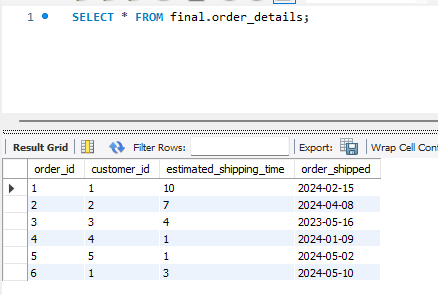 1 SELECT * FROM final.order_details;
Result Grid Filter Rows: Export: Wrap Cell Cont
order_id customer_id estimated_shipping_time order_shipped
1 1 10 2024-02-15
2 2 7 2024-04-08
3 3 4 2023-05-16
4 4 1 2024-01-09
5 5 1 2024-05-02
6 1 3 2024-05-10